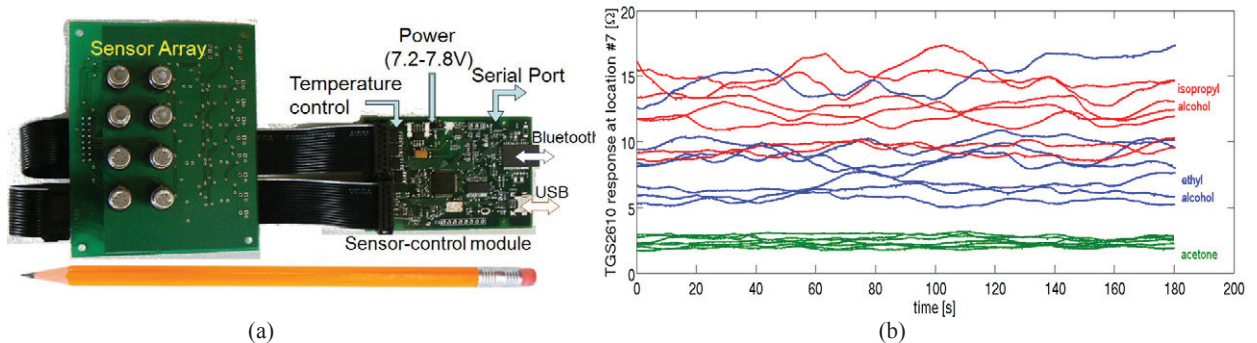 Sensor Array
Power
(7.2-7.8V)
Temperature
control
Serial Port
Bluetooth
USB
Sensor-control module
(a)
TGS2610 response at location #7 [Ω]
20
15
10
5
0
isopropyl
alcohol
ethyl
alcohol
acetone
0 20 40 60 80 100 120 140 160 180 200
time [s]
(b)